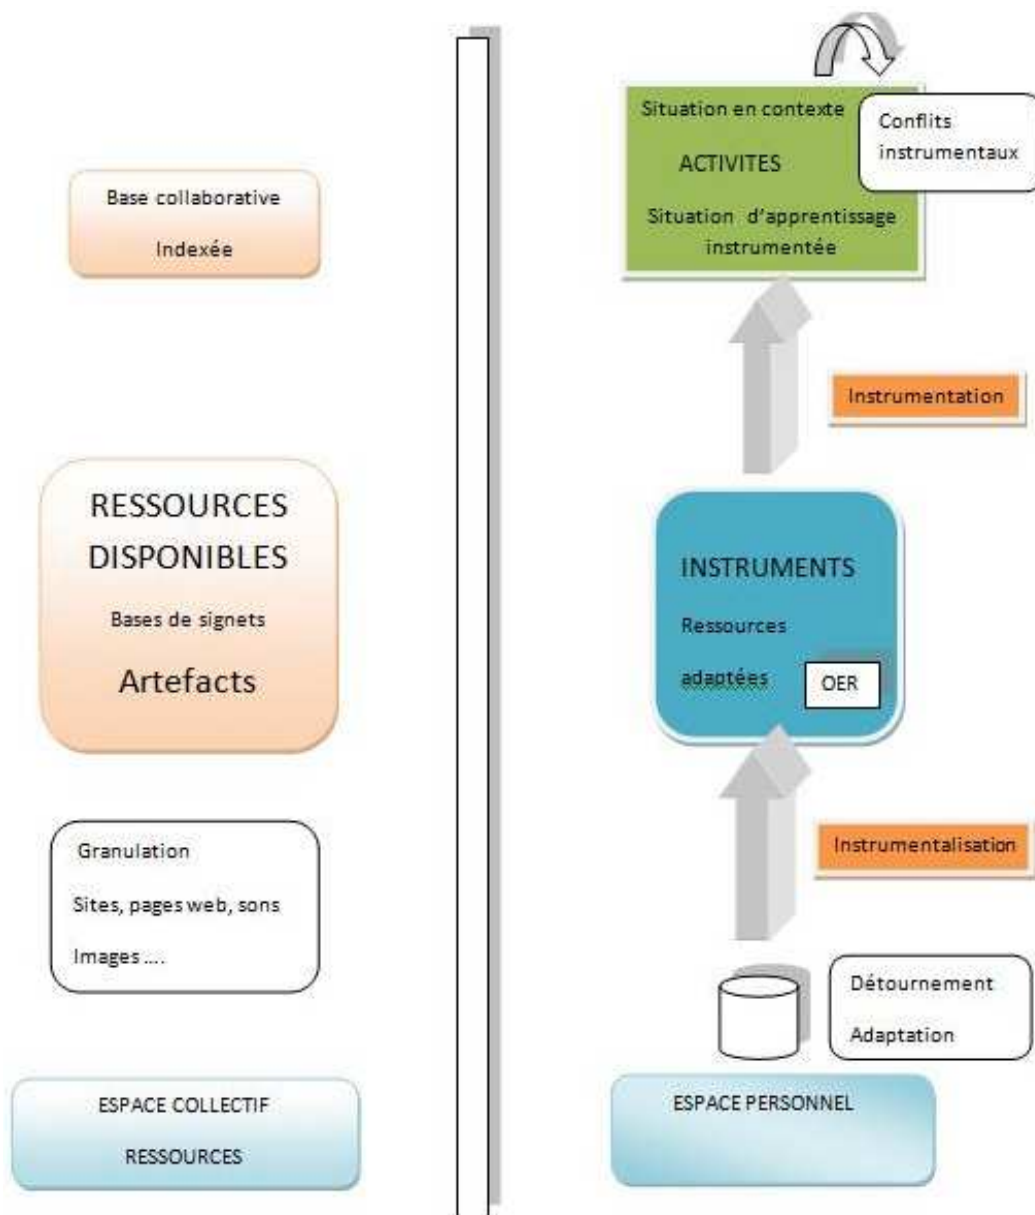 Base collaborative
Indexée
RESSOURCES
DISPONIBLES
Bases de signets
Artefacts
Granulation
Sites, pages web, sons
Images ....
ESPACE COLLECTIF
RESSOURCES
Situation en contexte
ACTIVITES
Situation d'apprentissage
instrumentée
Conflits
instrumentaux
Instrumentation
INSTRUMENTS
Ressources
adaptées
OER
Instrumentalisation
Détournement
Adaptation
ESPACE PERSONNEL